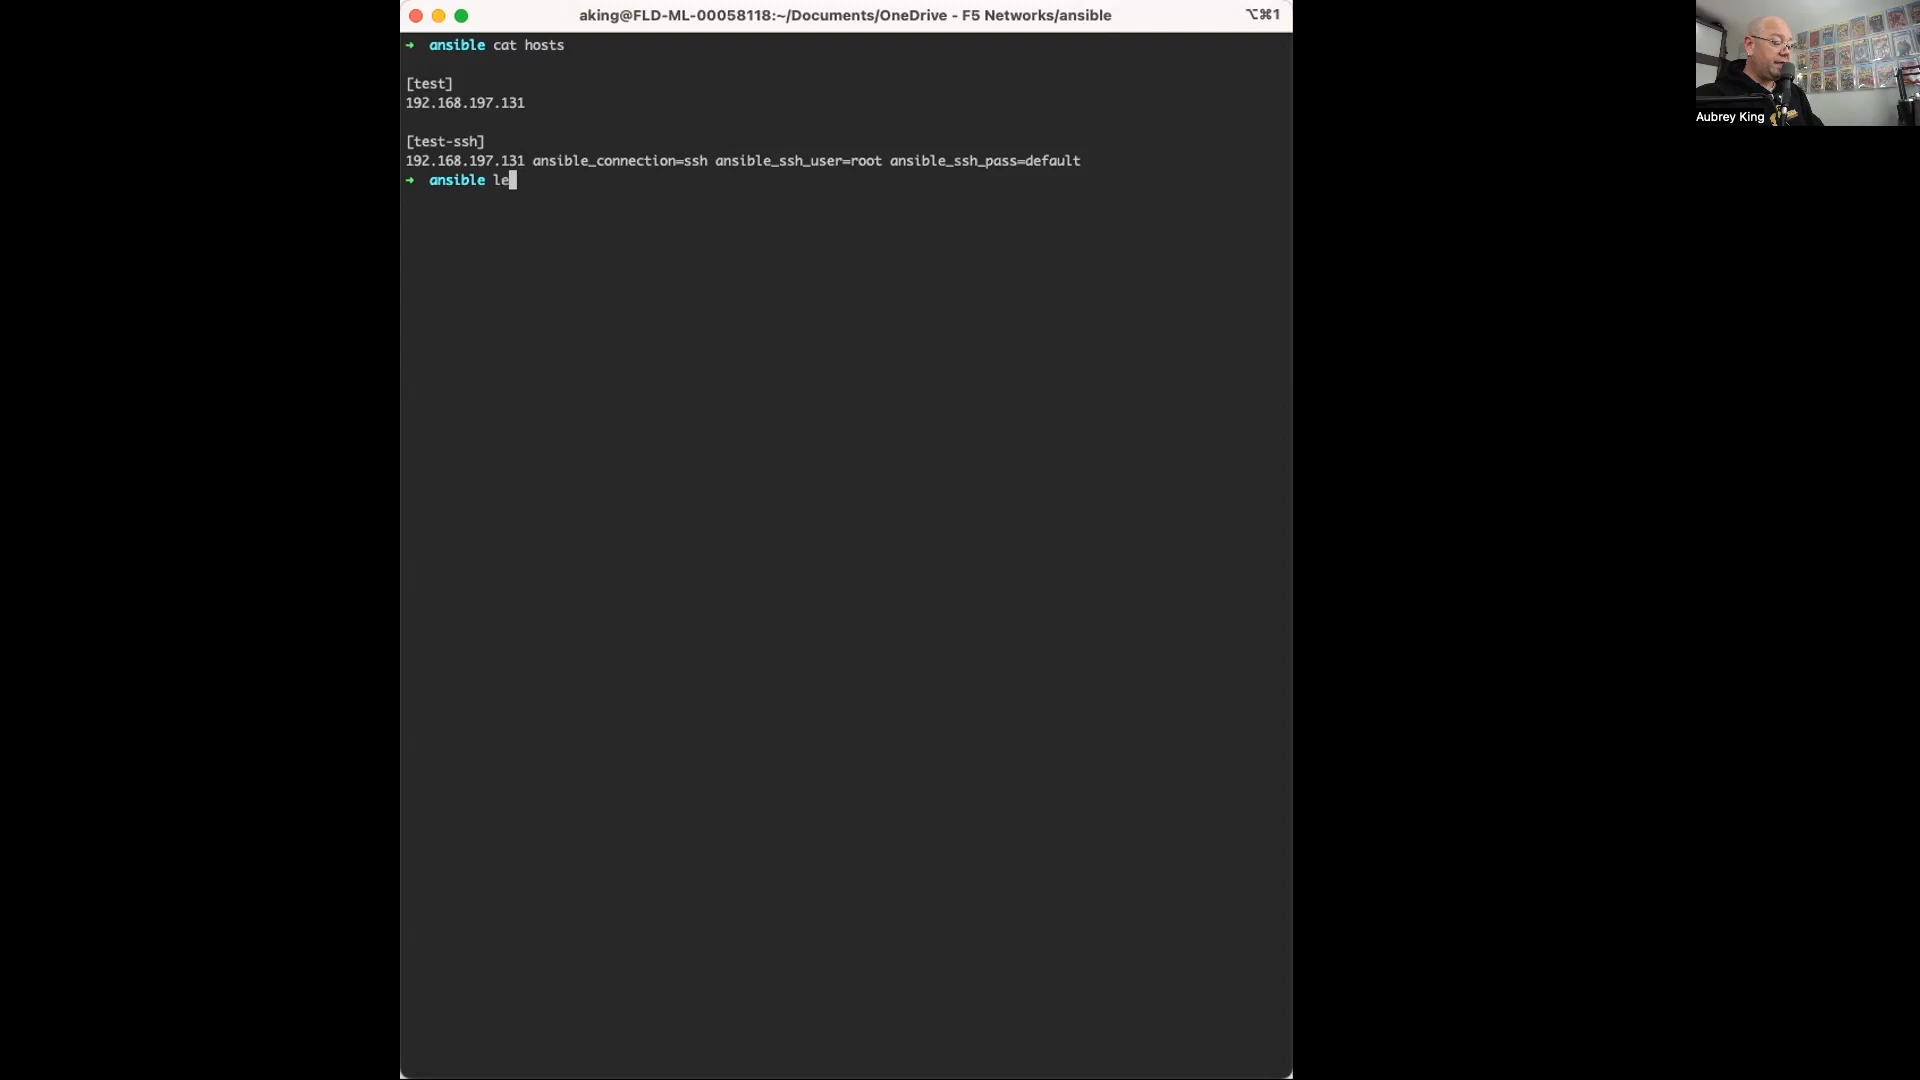 aking@FLD-ML-00058118:~/Documents/OneDrive - F5 Networks/ansible
⌥⌘1
➜ ansible cat hosts
[test]
192.168.197.131
[test-ssh]
192.168.197.131 ansible_connection=ssh ansible_ssh_user=root ansible_ssh_pass=default
➜ ansible le
Aubrey King